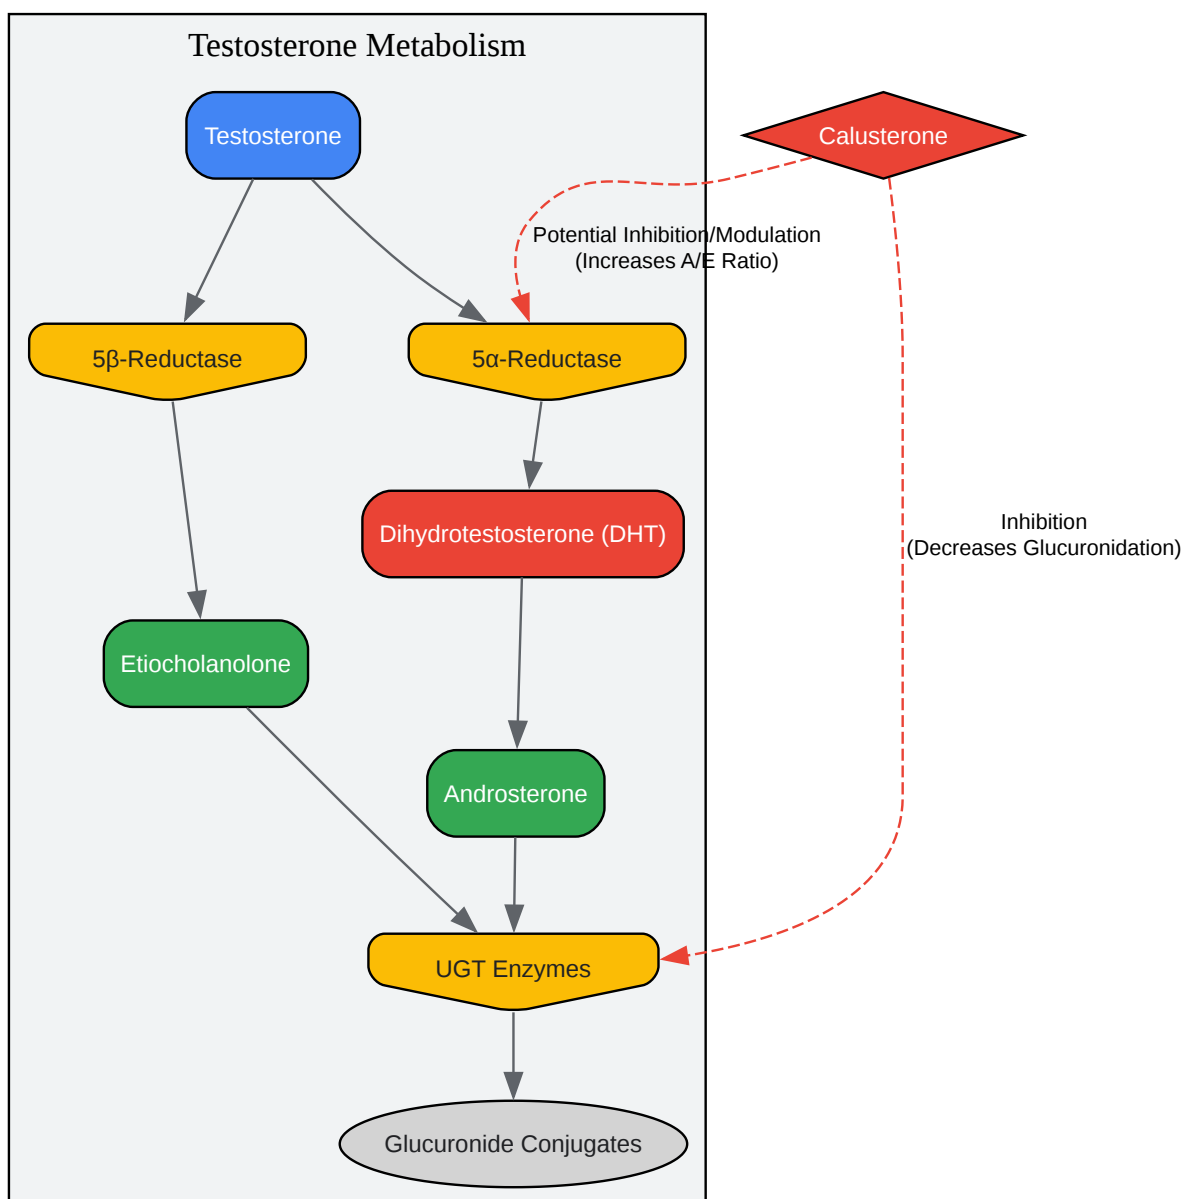 Testosterone Metabolism
Testosterone
Calusterone
Potential Inhibition/Modulation
(Increases A/E Ratio)
5β-Reductase
5α-Reductase
Dihydrotestosterone (DHT)
Inhibition
(Decreases Glucuronidation)
Etiocholanolone
Androsterone
UGT Enzymes
Glucuronide Conjugates